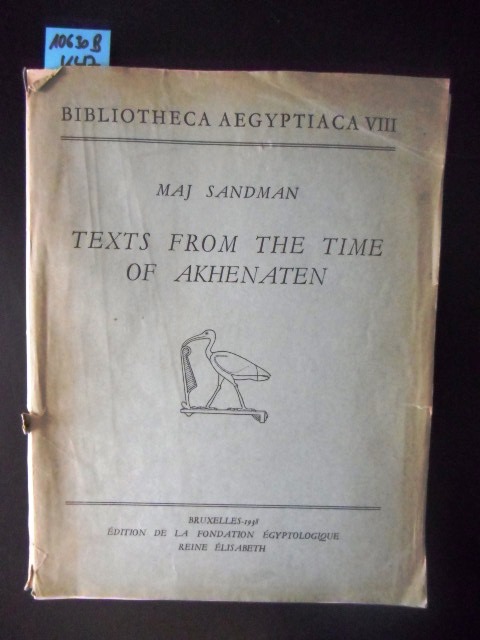 10630B
BIBLIOTHECA AEGYPTIACA VIII
MAJ SANDMAN
TEXTS FROM THE TIME
OF AKHENATEN
BRUXELLES-1938
ÉDITION DE LA FONDATION ÉGYPTOLOGIQUE
REINE ÉLISABETH